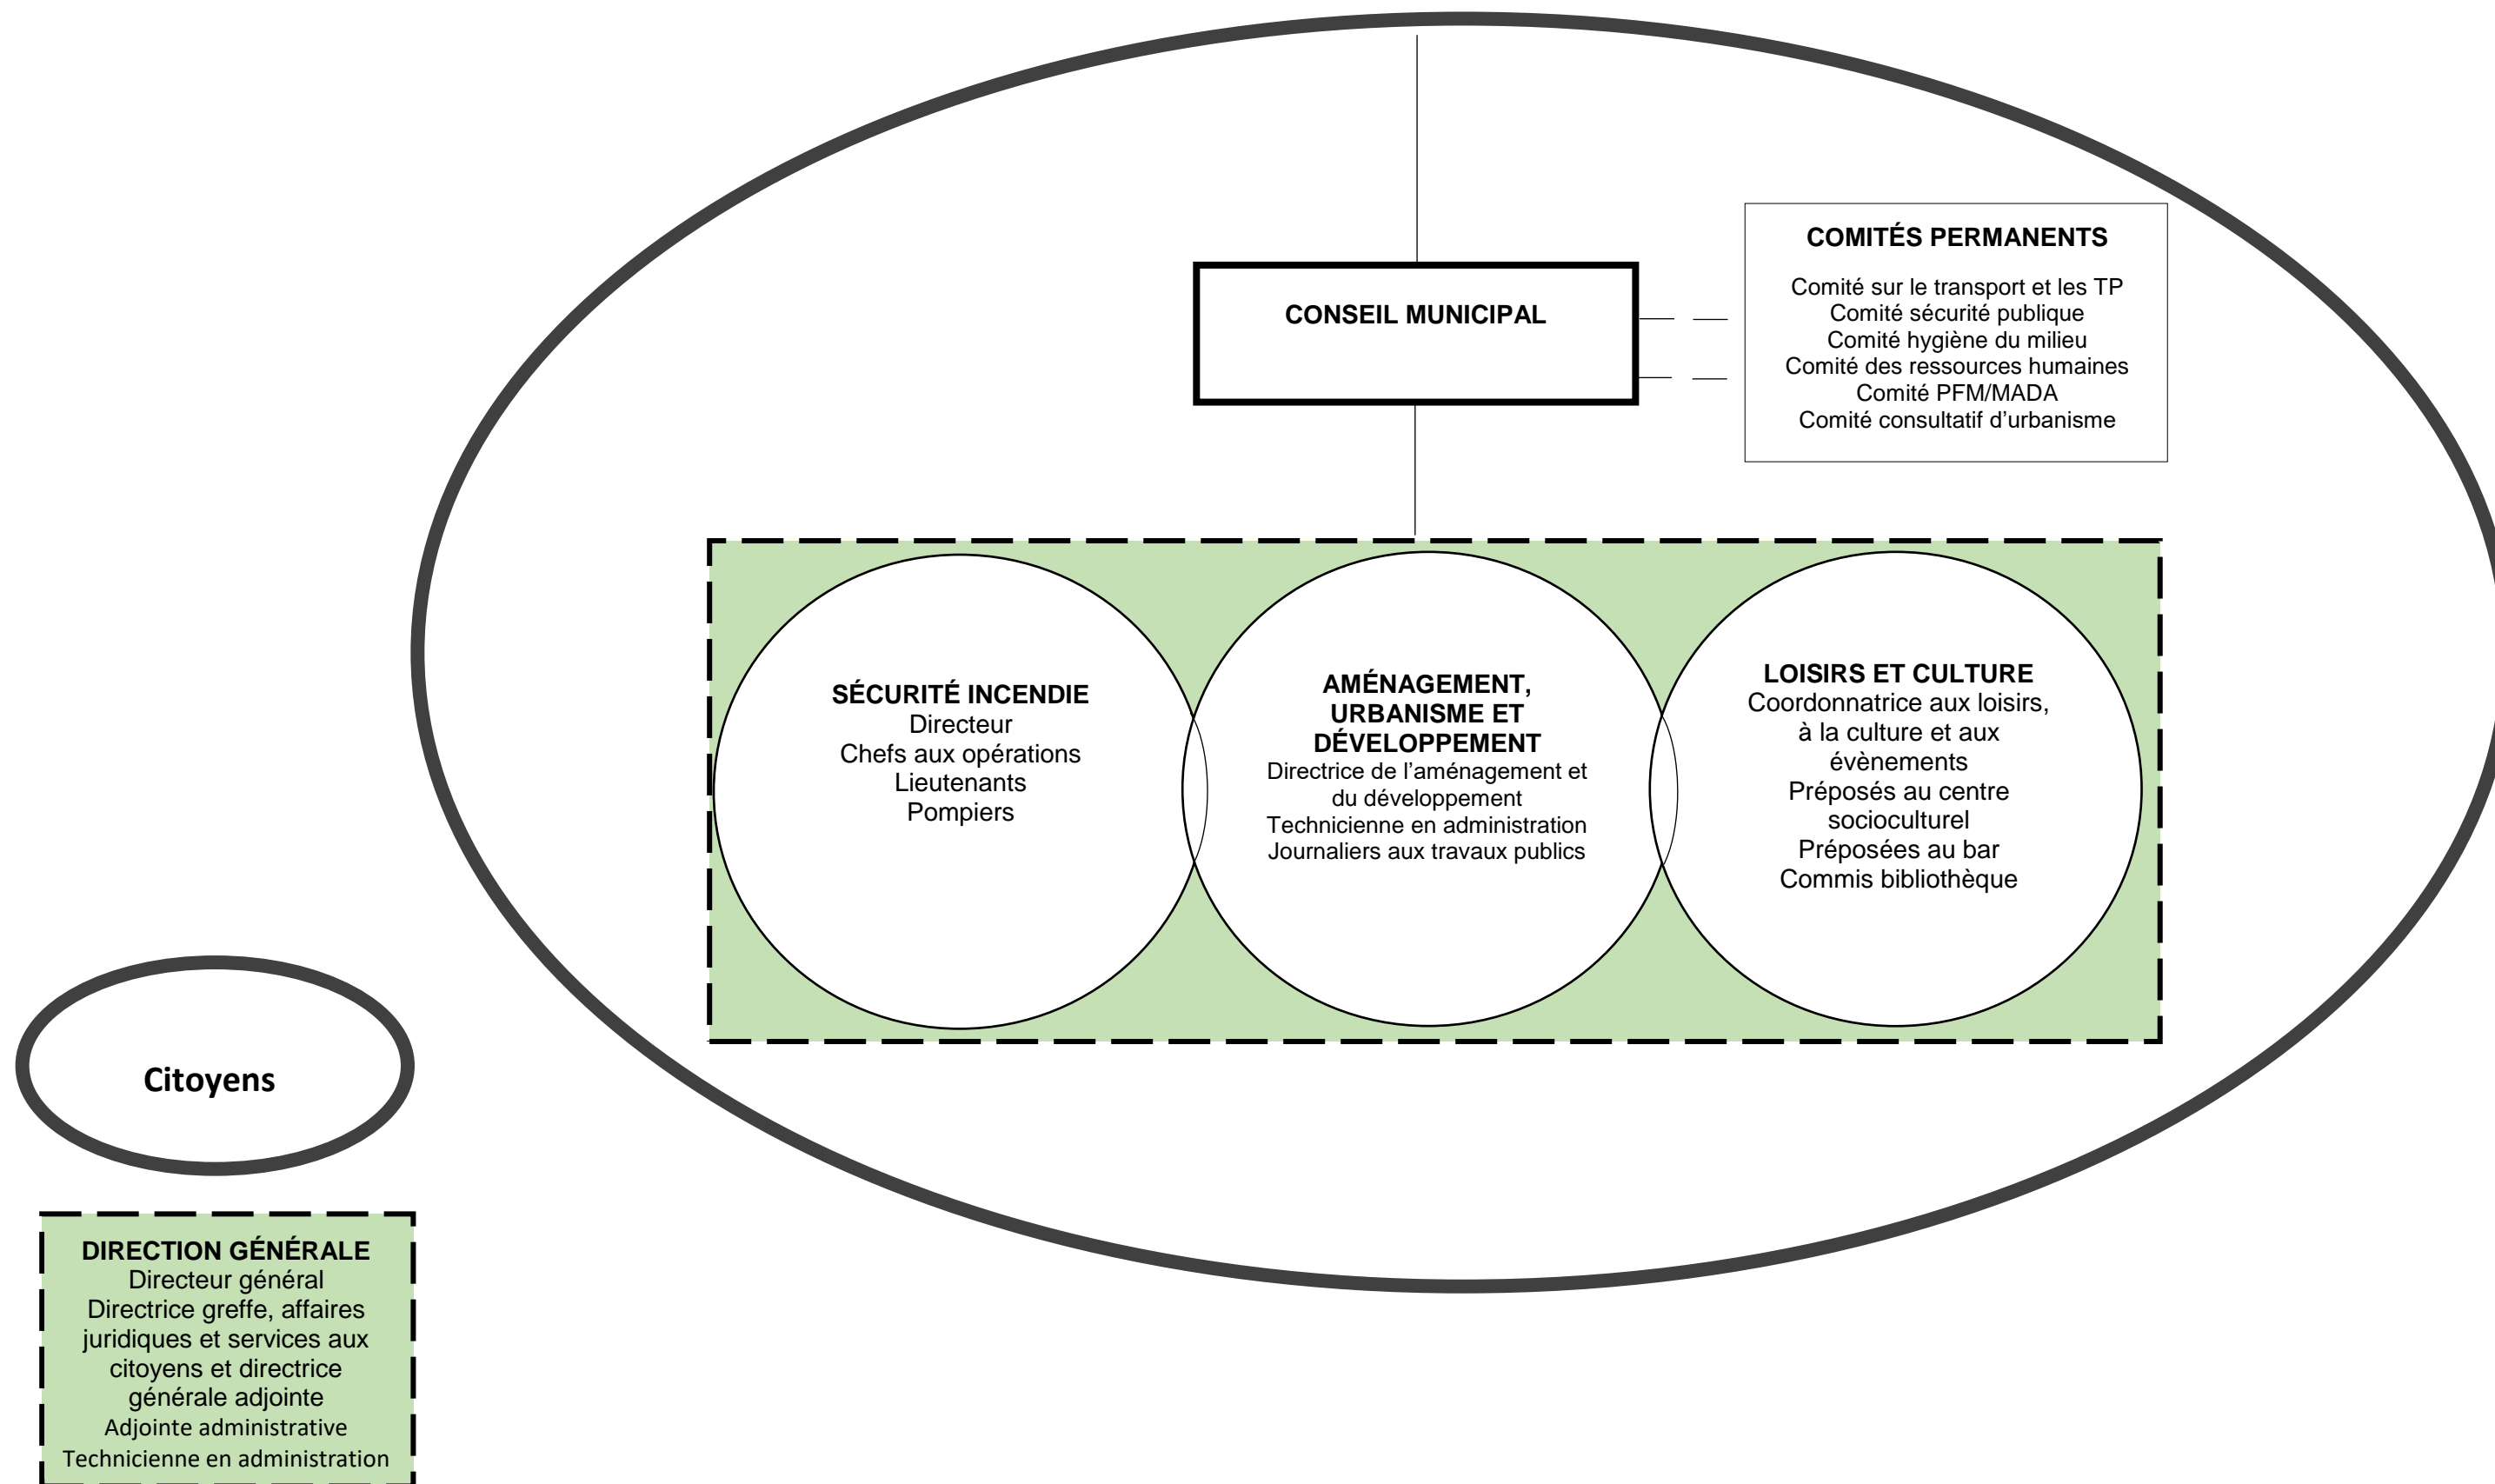 COMITÉS PERMANENTS
Comité sur le transport et les TP
Comité sécurité publique
Comité hygiène du milieu
Comité des ressources humaines
Comité PFM/MADA
Comité consultatif d’urbanisme
CONSEIL MUNICIPAL
SÉCURITÉ INCENDIE
Directeur
Chefs aux opérations
Lieutenants
Pompiers
AMÉNAGEMENT,
URBANISME ET
DÉVELOPPEMENT
Directrice de l’aménagement et
du développement
Technicienne en administration
Journaliers aux travaux publics
LOISIRS ET CULTURE
Coordonnatrice aux loisirs,
à la culture et aux
évènements
Préposés au centre
socioculturel
Préposées au bar
Commis bibliothèque
Citoyens
DIRECTION GÉNÉRALE
Directeur général
Directrice greffe, affaires
juridiques et services aux
citoyens et directrice
générale adjointe
Adjointe administrative
Technicienne en administration